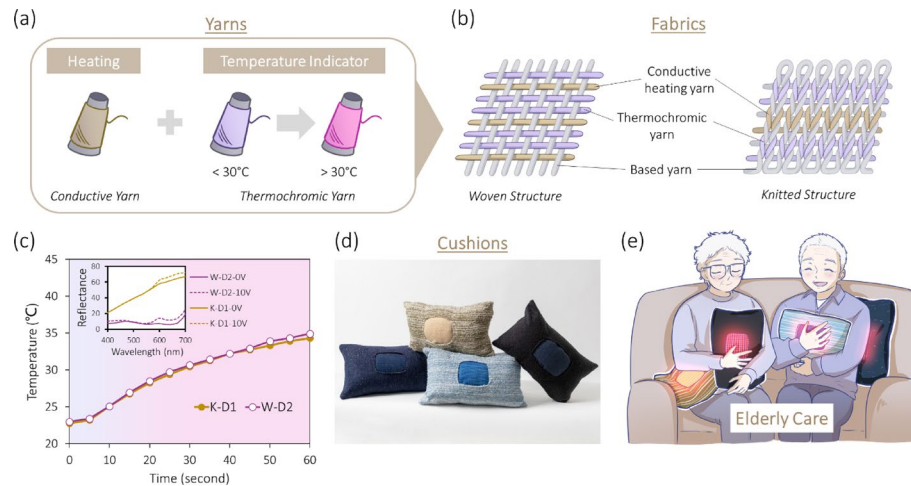 (a)
Yarns
Heating
Temperature Indicator
< 30°C
> 30°C
Conductive Yarn
Thermochromic Yarn
(b)
Fabrics
Conductive
heating yarn
Thermochromic
yarn
Based yarn
Woven Structure
Knitted Structure
(c)
45
40
35
30
25
20
Temperature (℃)
80
60
40
20
0
Reflectance
400
500
600
700
Wavelength (nm)
W-D2-0V
W-D2-10V
K-D1-0V
K-D1-10V
K-D1
W-D2
0
10
20
30
40
50
60
Time (second)
(d)
Cushions
(e)
Elderly Care